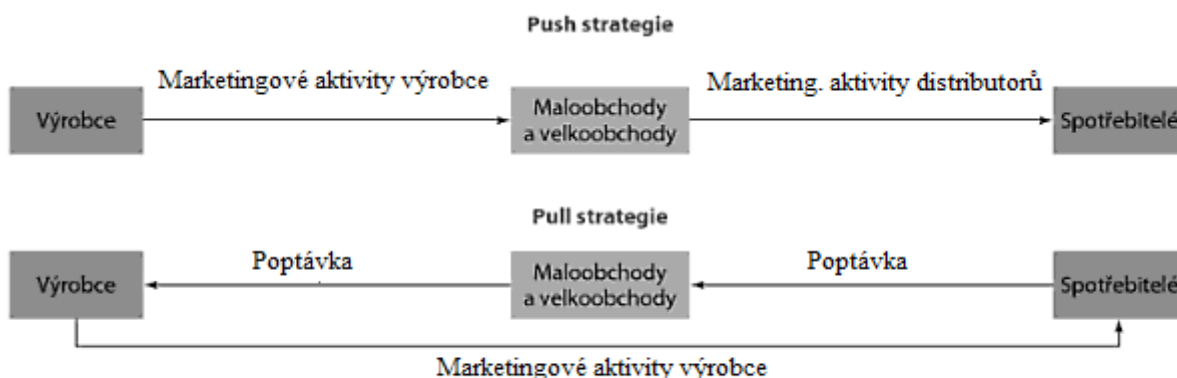 Push strategie
Marketingové aktivity výrobce
Marketing. aktivity distributorů
Výrobce
Maloobchody
a velkoobchody
Spotřebitelé
Pull strategie
Poptávka
Poptávka
Výrobce
Maloobchody
a velkoobchody
Spotřebitelé
Marketingové aktivity výrobce